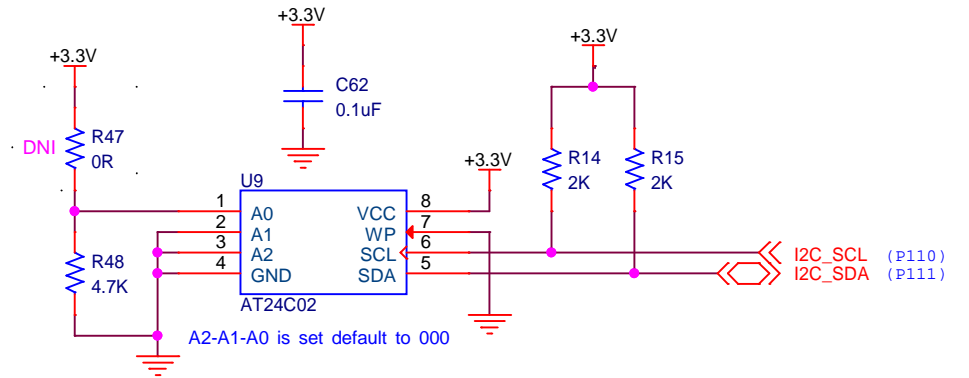 +3.3V
+3.3V
+3.3V
C62
0.1uF
DNI
R47
0R
+3.3V
R14
2K
R15
2K
U9
1 A0 VCC 8
2 A1 WP 7
3 A2 SCL 6
4 GND SDA 5
AT24C02
R48
4.7K
I2C_SCL (P110)
I2C_SDA (P111)
A2-A1-A0 is set default to 000